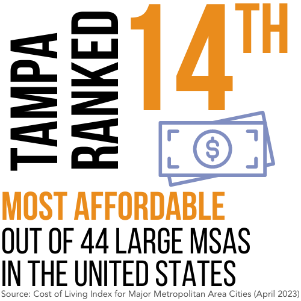 TAMPA
RANKED
14TH
$
MOST AFFORDABLE
OUT OF 44 LARGE MSAS
IN THE UNITED STATES
Source: Cost of Living Index for Major Metropolitan Area Cities (April 2023)